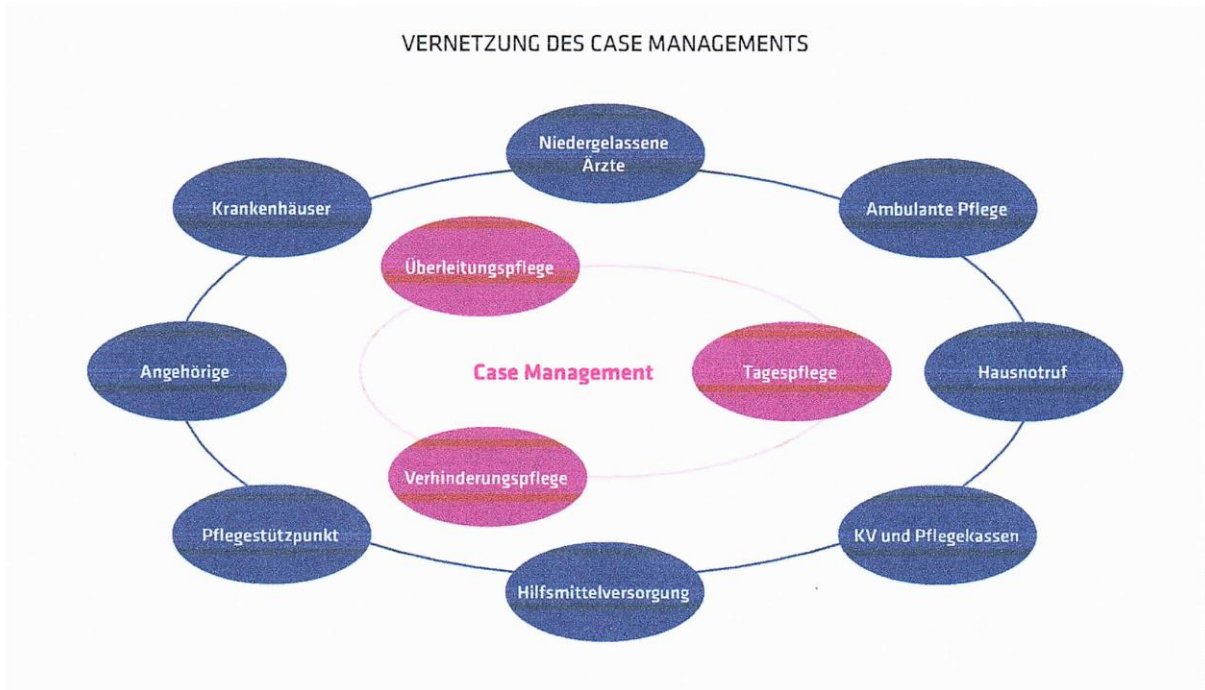 VERNETZUNG DES CASE MANAGEMENTS
Niedergelassene
Ärzte
Krankenhäuser
Ambulante Pflege
Überleitungspflege
Angehörige
Case Management
Tagespflege
Hausnotruf
Verhinderungspflege
Pflegestützpunkt
KV und Pflegekassen
Hilfsmittelversorgung